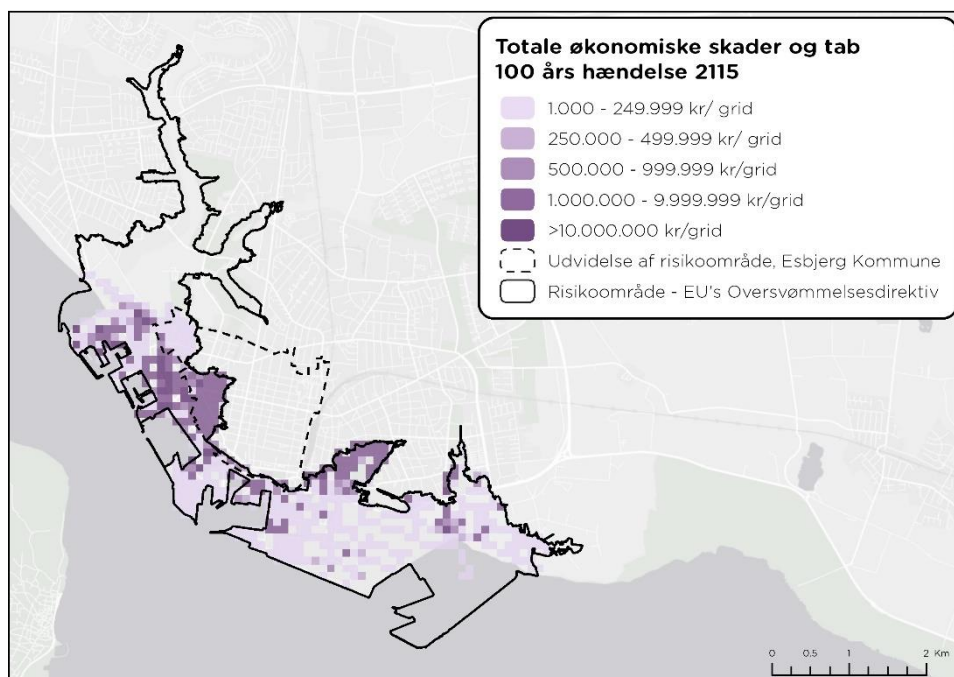 Totale økonomiske skader og tab
100 års hændelse 2115
1.000 - 249.999 kr/ grid
250.000 - 499.999 kr/ grid
500.000 - 999.999 kr/grid
1.000.000 - 9.999.999 kr/grid
>10.000.000 kr/grid
Udvidelse af risikoområde, Esbjerg Kommune
Risikoområde - EU's Oversvømmelsesdirektiv
0 0.5 1 2 Km